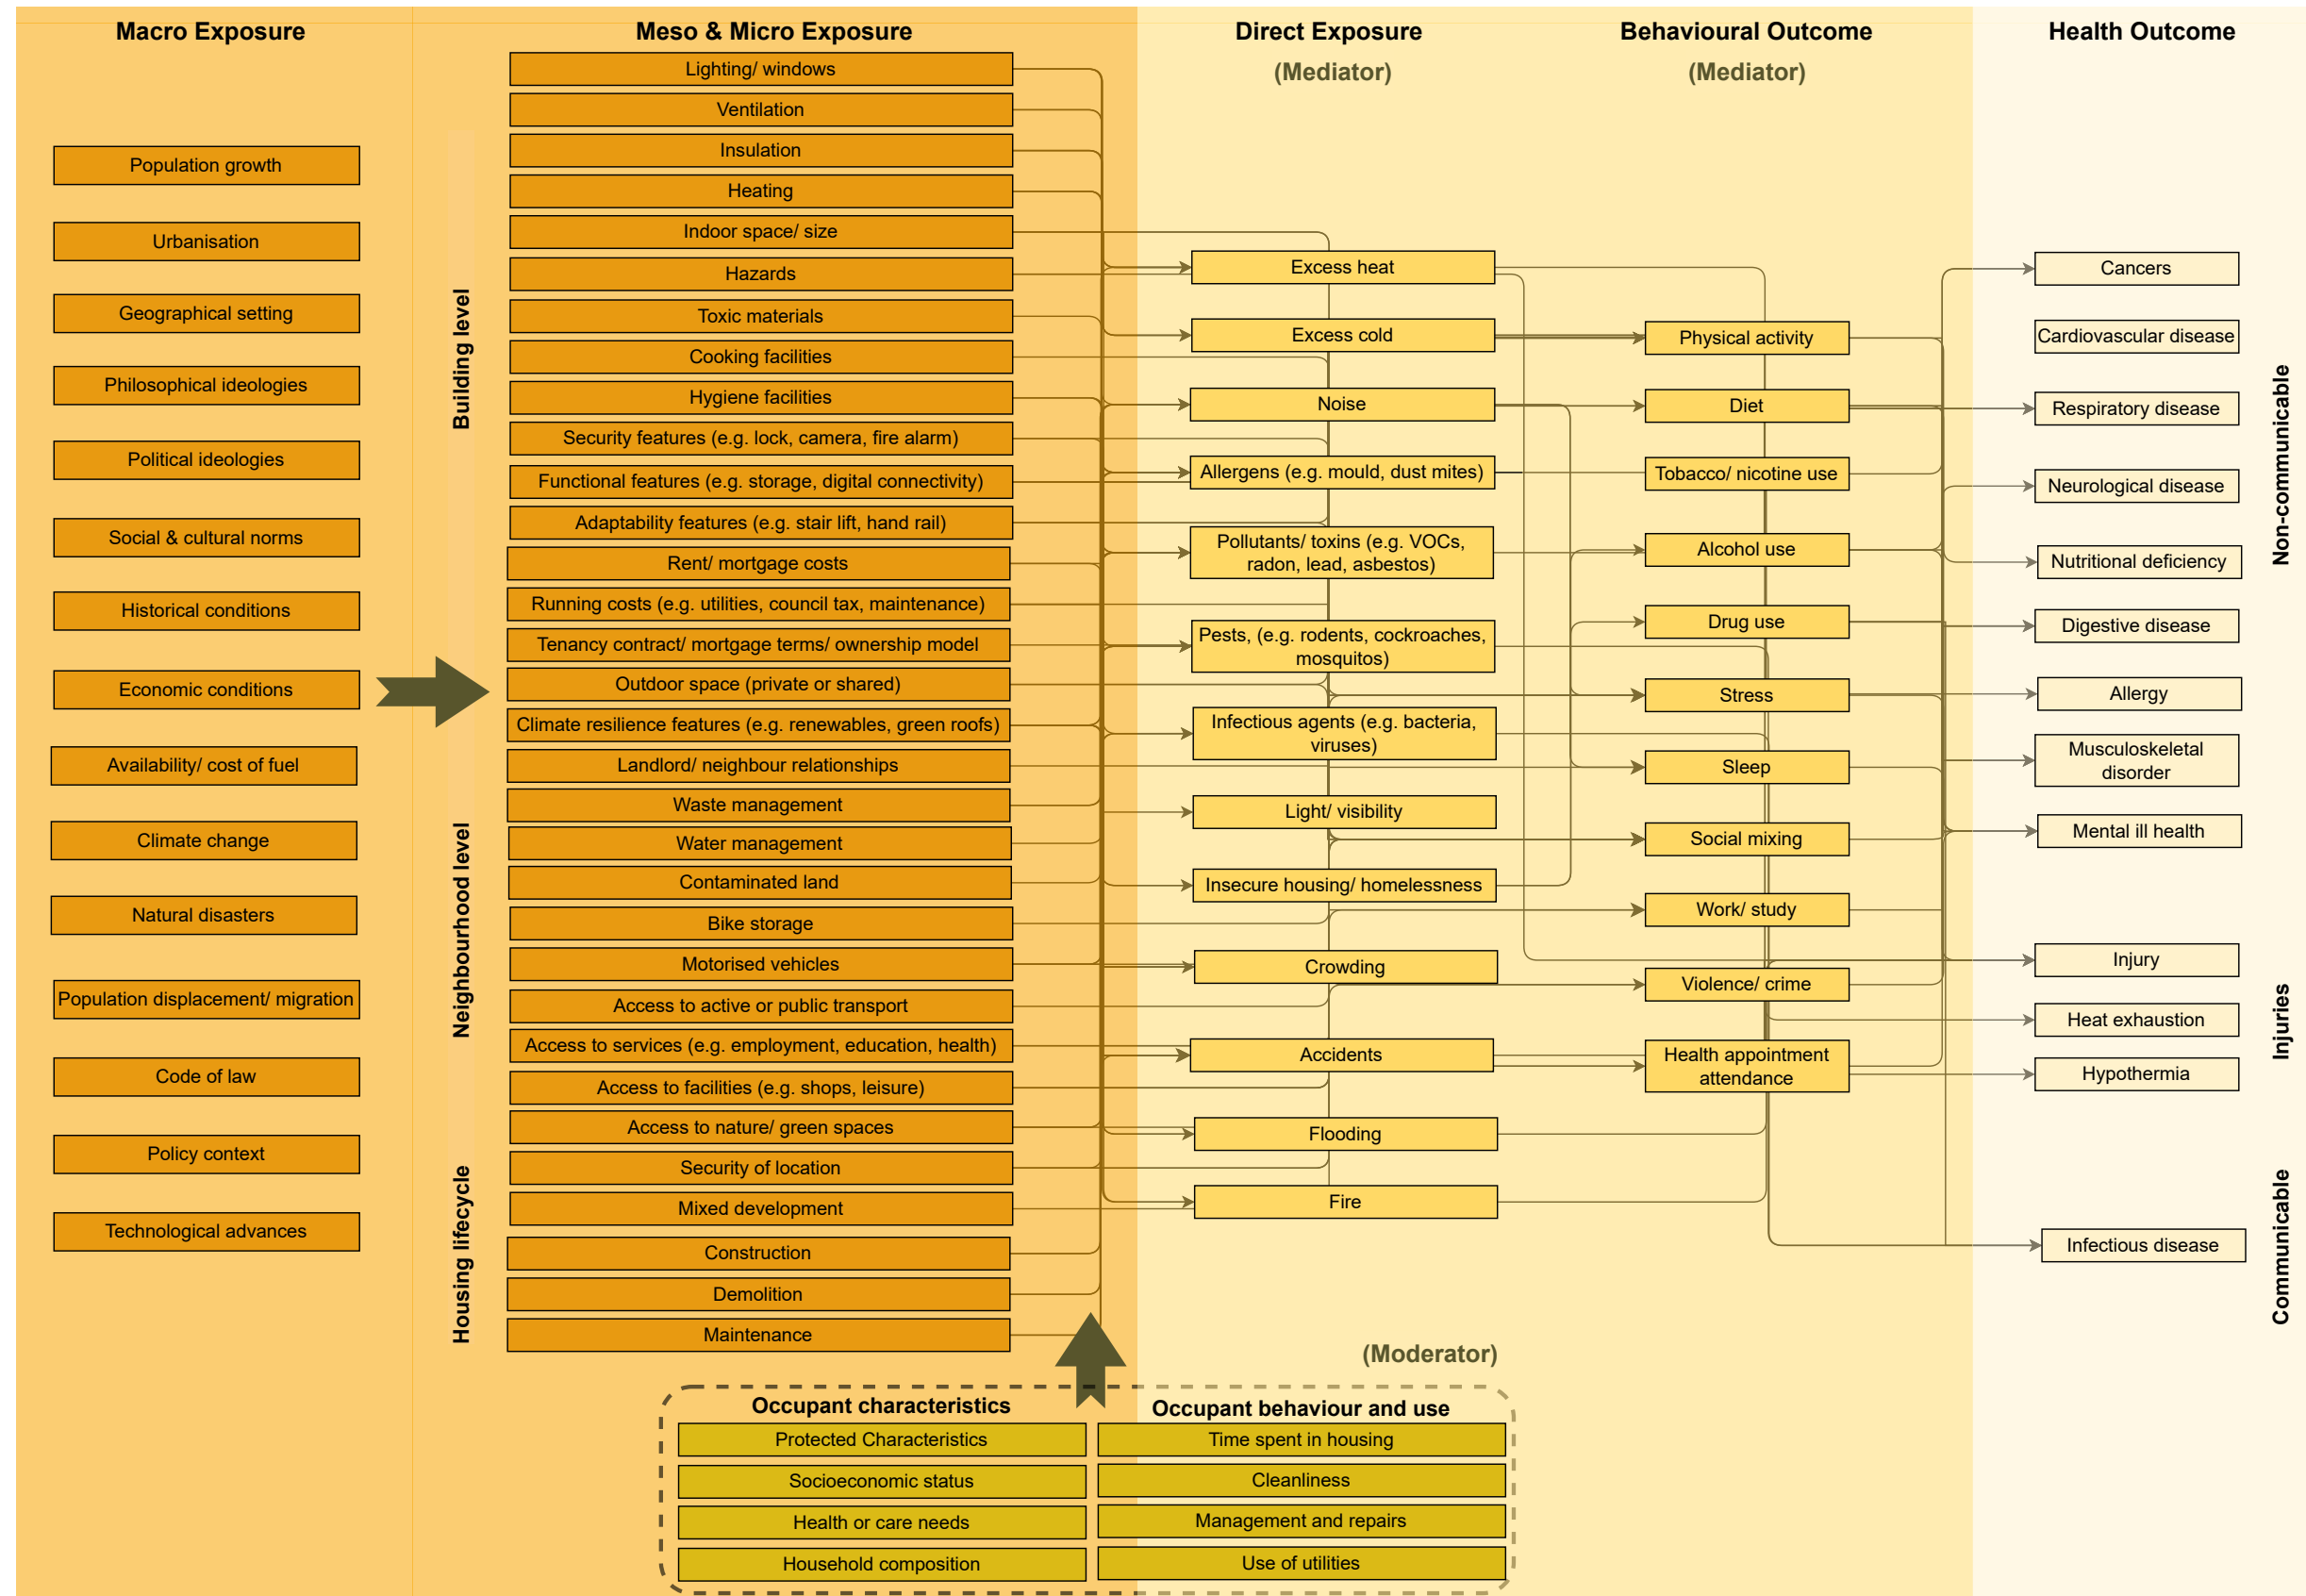 Macro Exposure
Meso & Micro Exposure
Direct Exposure
(Mediator)
Behavioural Outcome
(Mediator)
Health Outcome
Population growth
Urbanisation
Geographical setting
Philosophical ideologies
Political ideologies
Social & cultural norms
Historical conditions
Economic conditions
Availability/ cost of fuel
Climate change
Natural disasters
Population displacement/ migration
Code of law
Policy context
Technological advances
Building level
Neighbourhood level
Housing lifecycle
Lighting/ windows
Ventilation
Insulation
Heating
Indoor space/ size
Hazards
Toxic materials
Cooking facilities
Hygiene facilities
Security features (e.g. lock, camera, fire alarm)
Functional features (e.g. storage, digital connectivity)
Adaptability features (e.g. stair lift, hand rail)
Rent/ mortgage costs
Running costs (e.g. utilities, council tax, maintenance)
Tenancy contract/ mortgage terms/ ownership model
Outdoor space (private or shared)
Climate resilience features (e.g. renewables, green roofs)
Landlord/ neighbour relationships
Waste management
Water management
Contaminated land
Bike storage
Motorised vehicles
Access to active or public transport
Access to services (e.g. employment, education, health)
Access to facilities (e.g. shops, leisure)
Access to nature/ green spaces
Security of location
Mixed development
Construction
Demolition
Maintenance
Excess heat
Excess cold
Noise
Allergens (e.g. mould, dust mites)
Pollutants/ toxins (e.g. VOCs,
radon, lead, asbestos)
Pests, (e.g. rodents, cockroaches,
mosquitos)
Infectious agents (e.g. bacteria,
viruses)
Light/ visibility
Insecure housing/ homelessness
Crowding
Accidents
Flooding
Fire
Physical activity
Diet
Tobacco/ nicotine use
Alcohol use
Drug use
Stress
Sleep
Social mixing
Work/ study
Violence/ crime
Health appointment
attendance
Cancers
Cardiovascular disease
Respiratory disease
Neurological disease
Nutritional deficiency
Digestive disease
Allergy
Musculoskeletal
disorder
Mental ill health
Injury
Heat exhaustion
Hypothermia
Infectious disease
Non-communicable
Injuries
Communicable
(Moderator)
Occupant characteristics
Protected Characteristics
Socioeconomic status
Health or care needs
Household composition
Occupant behaviour and use
Time spent in housing
Cleanliness
Management and repairs
Use of utilities